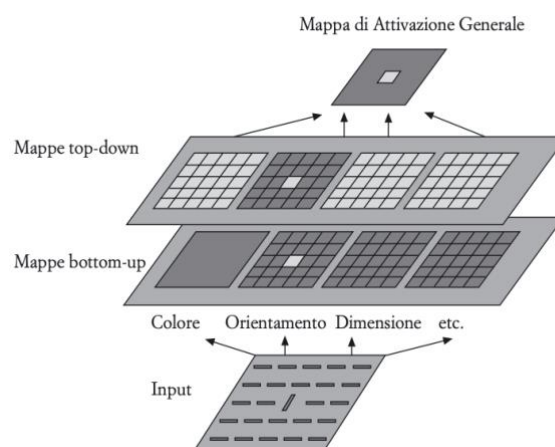 Mappa di Attivazione Generale
Mappe top-down
Mappe bottom-up
Colore Orientamento Dimensione etc.
Input